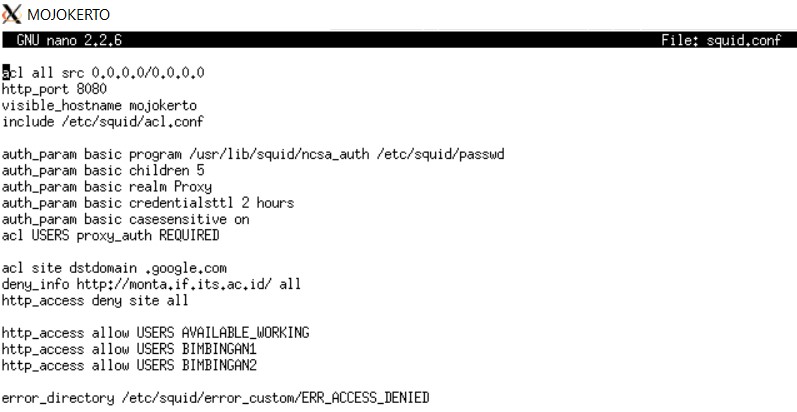 MOJOKERTO
GNU nano 2.2.6 File: squid.conf
acl all src 0.0.0.0/0.0.0.0
http_port 8080
visible_hostname mojokerto
include /etc/squid/acl.conf
auth_param basic program /usr/lib/squid/ncsa_auth /etc/squid/passwd
auth_param basic children 5
auth_param basic realm Proxy
auth_param basic credentialsttl 2 hours
auth_param basic casesensitive on
acl USERS proxy_auth REQUIRED
acl site dstdomain .google.com
deny_info http://monta.if.its.ac.id/ all
http_access deny site all
http_access allow USERS AVAILABLE_WORKING
http_access allow USERS BIMBINGAN1
http_access allow USERS BIMBINGAN2
error_directory /etc/squid/error_custom/ERR_ACCESS_DENIED